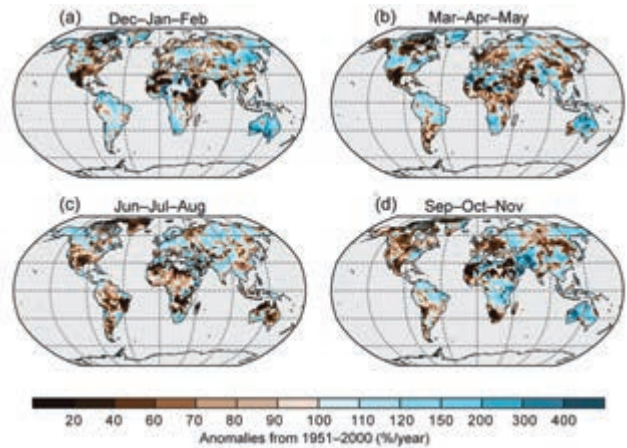 (a) Dec–Jan–Feb
(b) Mar–Apr–May
(c) Jun–Jul–Aug
(d) Sep–Oct–Nov
20 40 60 70 80 90 100 110 120 150 200 300 400
Anomalies from 1951–2000 (%/year)